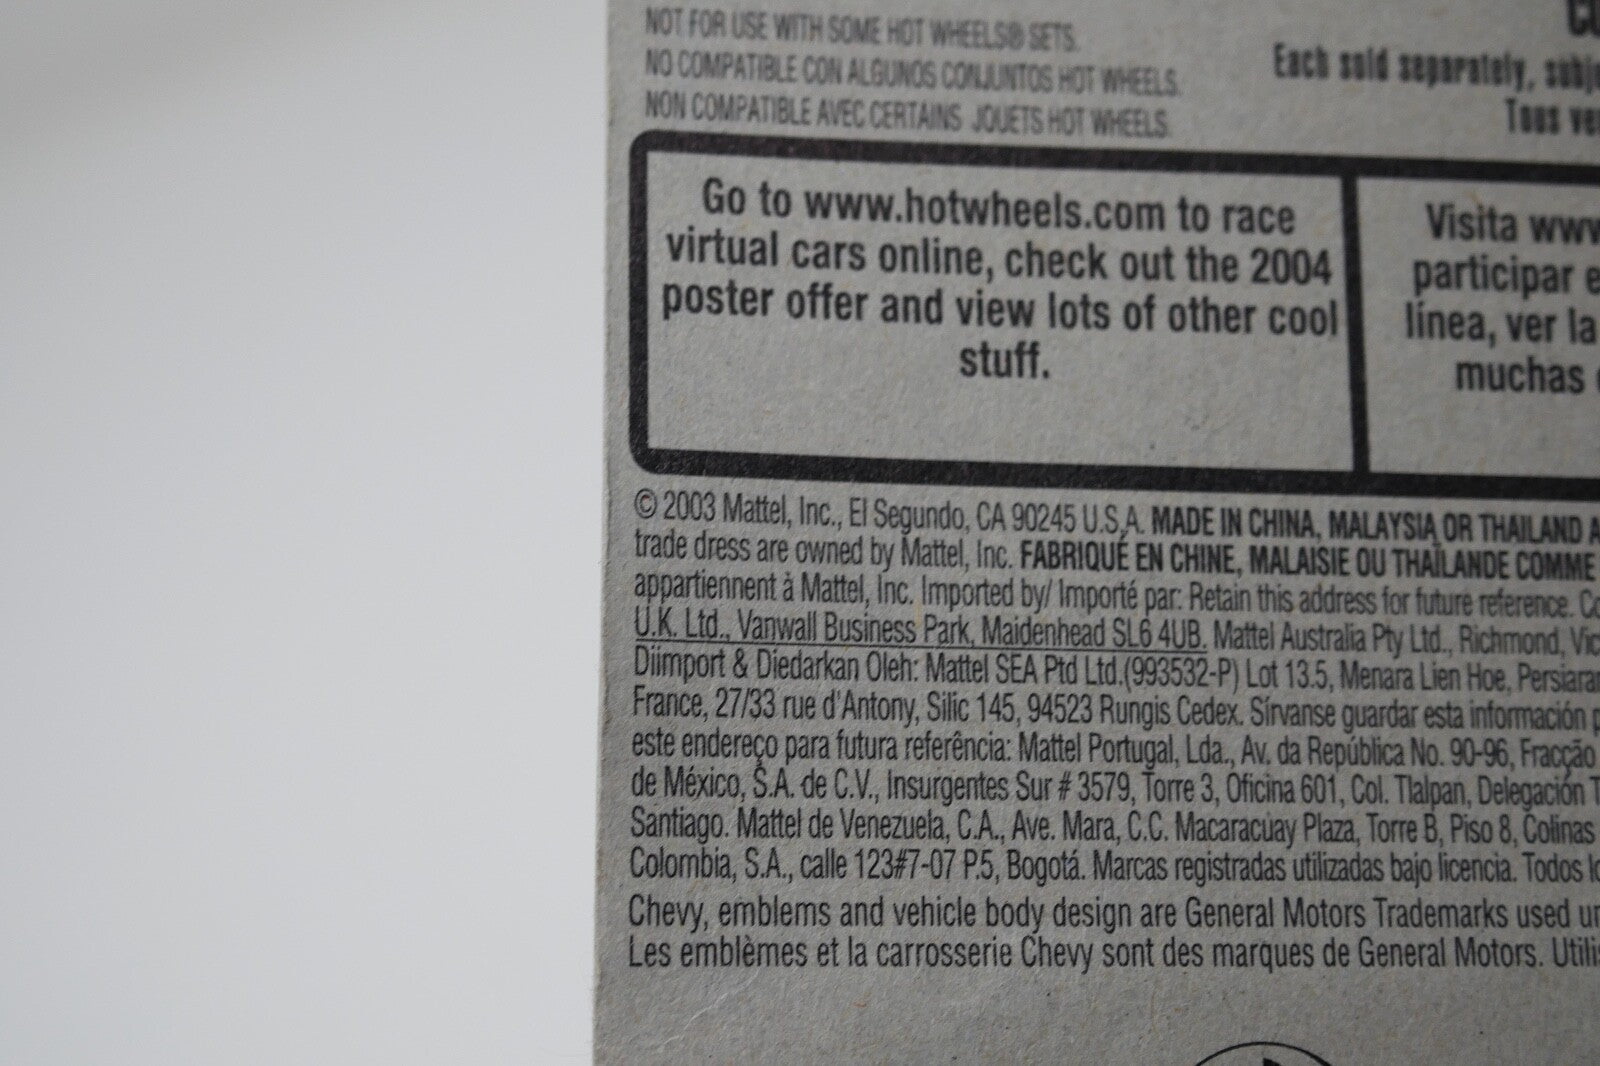 NOT FOR USE WITH SOME HOT WHEELS® SETS.
NO COMPATIBLE CON ALGUNOS CONJUNTOS HOT WHEELS.
NON COMPATIBLE AVEC CERTAINS JOUETS HOT WHEELS.
Each sold separately,
Tous
Go to www.hotwheels.com to race
virtual cars online, check out the 2004
poster offer and view lots of other cool
stuff.
Visita www
participar e
línea, ver la
muchas
© 2003 Mattel, Inc., El Segundo, CA 90245 U.S.A. MADE IN CHINA, MALAYSIA OR THAILAND A
trade dress are owned by Mattel, Inc. FABRIQUÉ EN CHINE, MALAISIE OU THAÏLANDE COMME
appartiennent à Mattel, Inc. Imported by/ Importé par: Retain this address for future reference. Co
U.K. Ltd., Vanwall Business Park, Maidenhead SL6 4UB. Mattel Australia Pty Ltd., Richmond, Vic
Diimport & Diedarkan Oleh: Mattel SEA Ptd Ltd.(993532-P) Lot 13.5, Menara Lien Hoe, Persiaran
France, 27/33 rue d'Antony, Silic 145, 94523 Rungis Cedex. Sírvanse guardar esta información p
este endereço para futura referência: Mattel Portugal, Lda., Av. da República No. 90-96, Fracção
de México, S.A. de C.V., Insurgentes Sur # 3579, Torre 3, Oficina 601, Col. Tlalpan, Delegación T
Santiago. Mattel de Venezuela, C.A., Ave. Mara, C.C. Macaracuay Plaza, Torre B, Piso 8, Colinas
Colombia, S.A., calle 123#7-07 P.5, Bogotá. Marcas registradas utilizadas bajo licencia. Todos lo
Chevy, emblems and vehicle body design are General Motors Trademarks used un
Les emblèmes et la carrosserie Chevy sont des marques de General Motors. Utilis